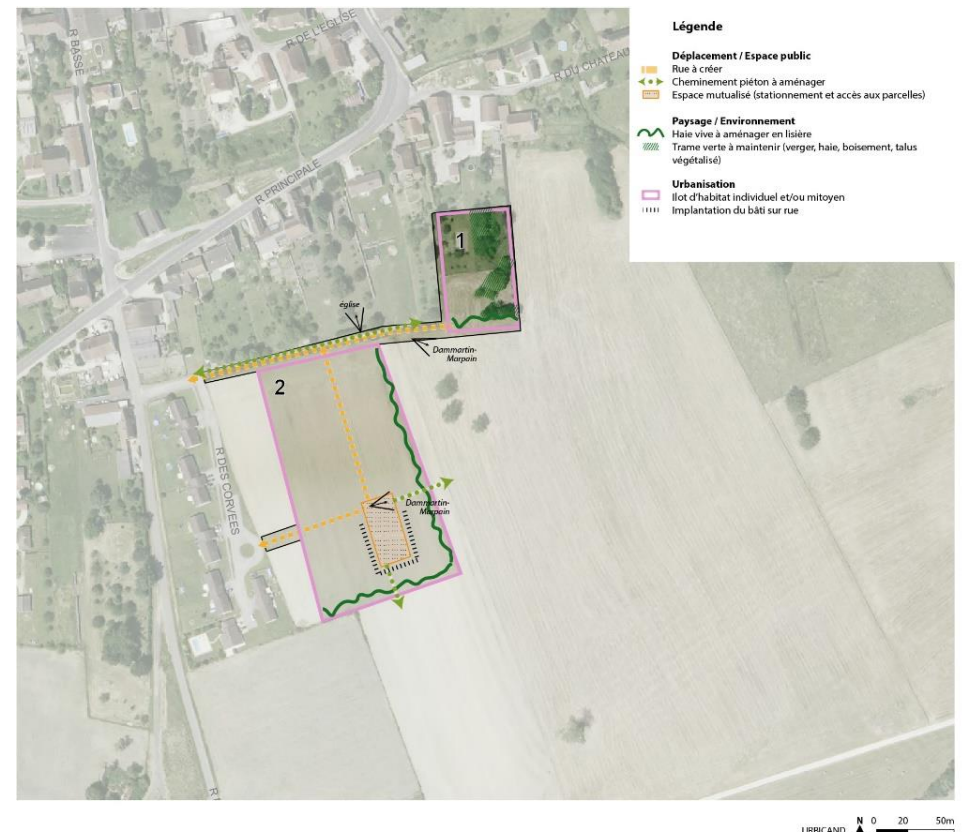 Légende
Déplacement / Espace public
Rue à créer
Cheminement piéton à aménager
Espace mutualisé (stationnement et accès aux parcelles)
Paysage / Environnement
Haie vive à aménager en lisière
Trame verte à maintenir (verger, haie, boisement, talus
végétalisé)
Urbanisation
Ilot d'habitat individuel et/ou mitoyen
Implantation du bâti sur rue
R BASSE
R DE L'EGLISE
R DU CHATEAU
R PRINCIPALE
1
église
Dammartin-
Marpain
2
R DES CORVEES
Dammartin-
Marpain
R
URBICAND
N 0 20 50m